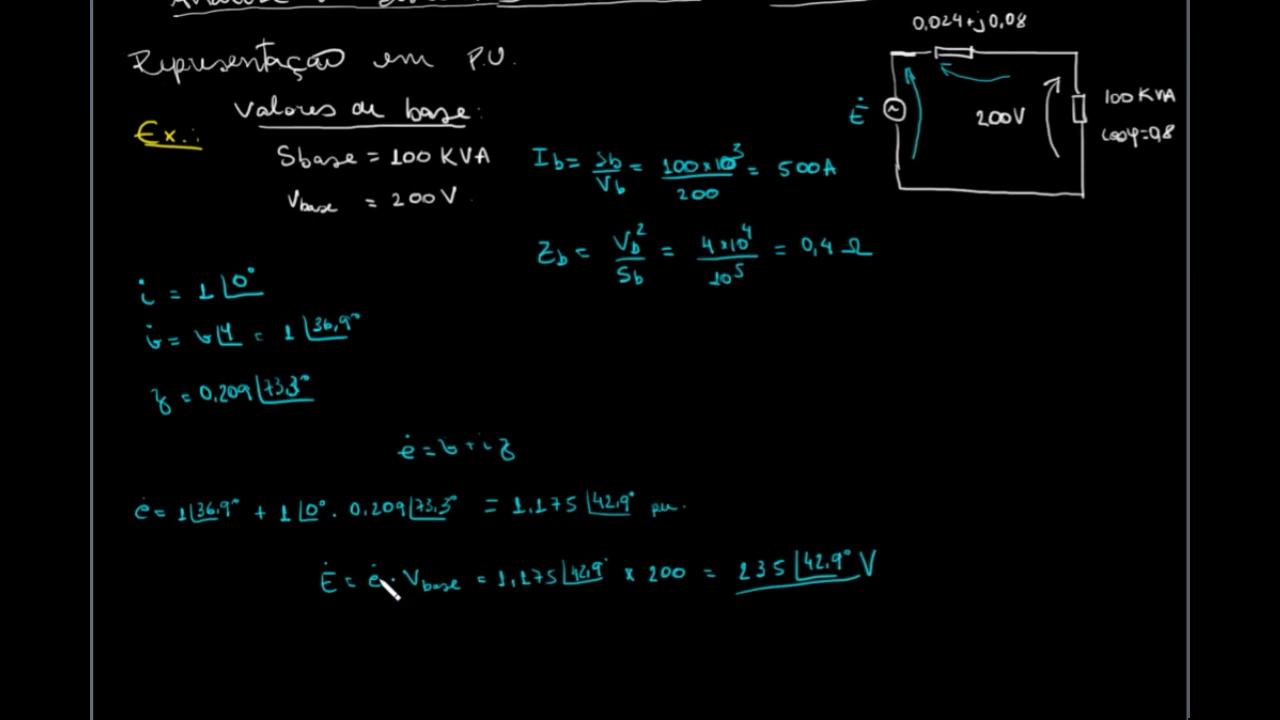 Representação em P.U.
0,024+j0,08
Ė
200V
100 KVA
cosφ=0,8
Ex.:
Valores de base:
Sbase = 100 KVA
Vbase = 200 V
Ib = Sb/Vb = 100×10³/200 = 500A
Zb = Vb²/Sb = 4×10⁴/10⁵ = 0,4 Ω
i = 1∠0°
v̇ = v∠φ = 1∠36,9°
z = 0,209∠73,3°
ė = v + i z
ė = 1∠36,9° + 1∠0° . 0,209∠73,3° = 1,175∠42,9° pu.
Ė = ė . Vbase = 1,175∠42,9° × 200 = 235∠42,9° V